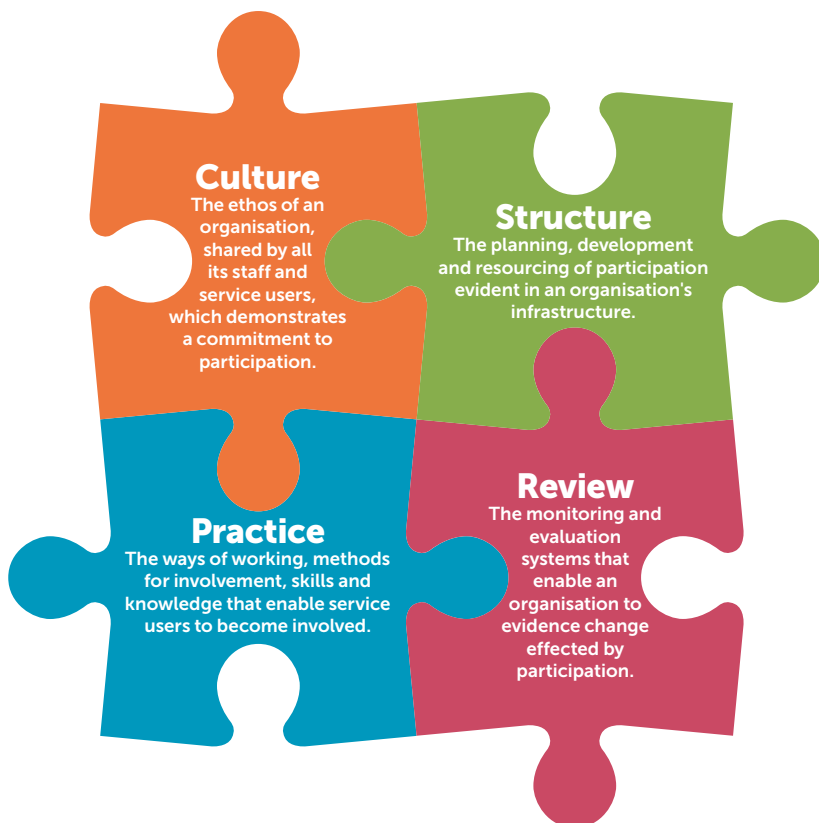 Culture
The ethos of an
organisation,
shared by all
its staff and
service users,
which demonstrates
a commitment to
participation.
Structure
The planning, development
and resourcing of participation
evident in an organisation's
infrastructure.
Practice
The ways of working, methods
for involvement, skills and
knowledge that enable service
users to become involved.
Review
The monitoring and
evaluation
systems that
enable an
organisation to
evidence change
effected by
participation.